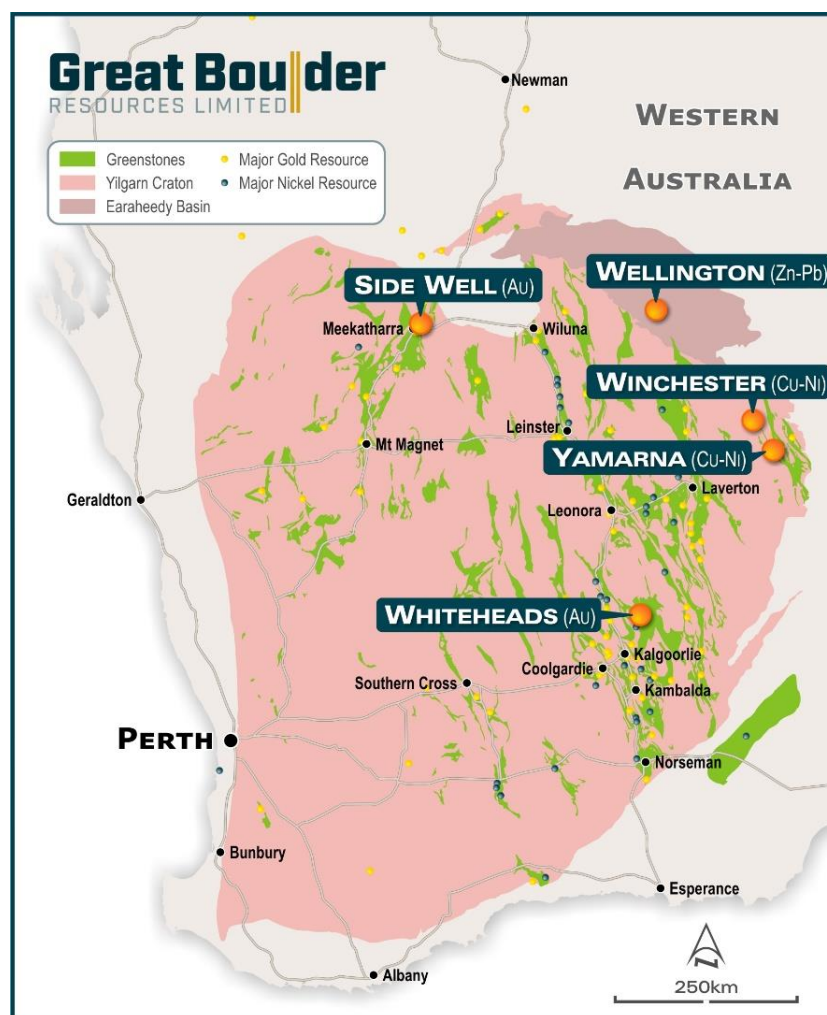 Great Boulder
RESOURCES LIMITED
Greenstones
Yilgarn Craton
Earaheedy Basin
Major Gold Resource
Major Nickel Resource
Newman
WESTERN
AUSTRALIA
SIDE WELL (Au)
WELLINGTON (Zn-Pb)
Meekatharra
Wiluna
WINCHESTER (Cu-Ni)
Leinster
Mt Magnet
YAMARNA (Cu-Ni)
Geraldton
Laverton
Leonora
WHITEHEADS (Au)
Kalgoorlie
Coolgardie
Southern Cross
Kambalda
PERTH
Norseman
Bunbury
Esperance
Albany
N
250km